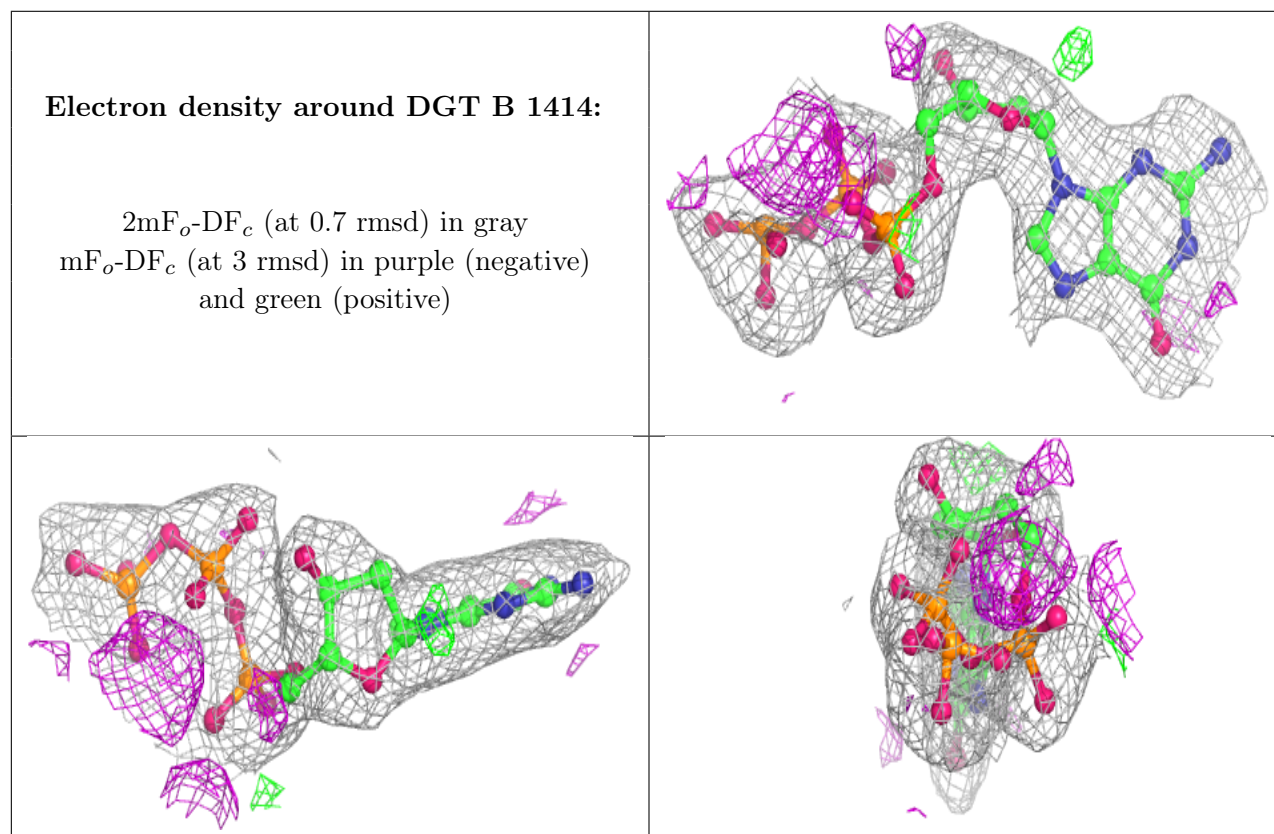 Electron density around DGT B 1414:
2mFo-DFc (at 0.7 rmsd) in gray
mFo-DFc (at 3 rmsd) in purple (negative)
and green (positive)